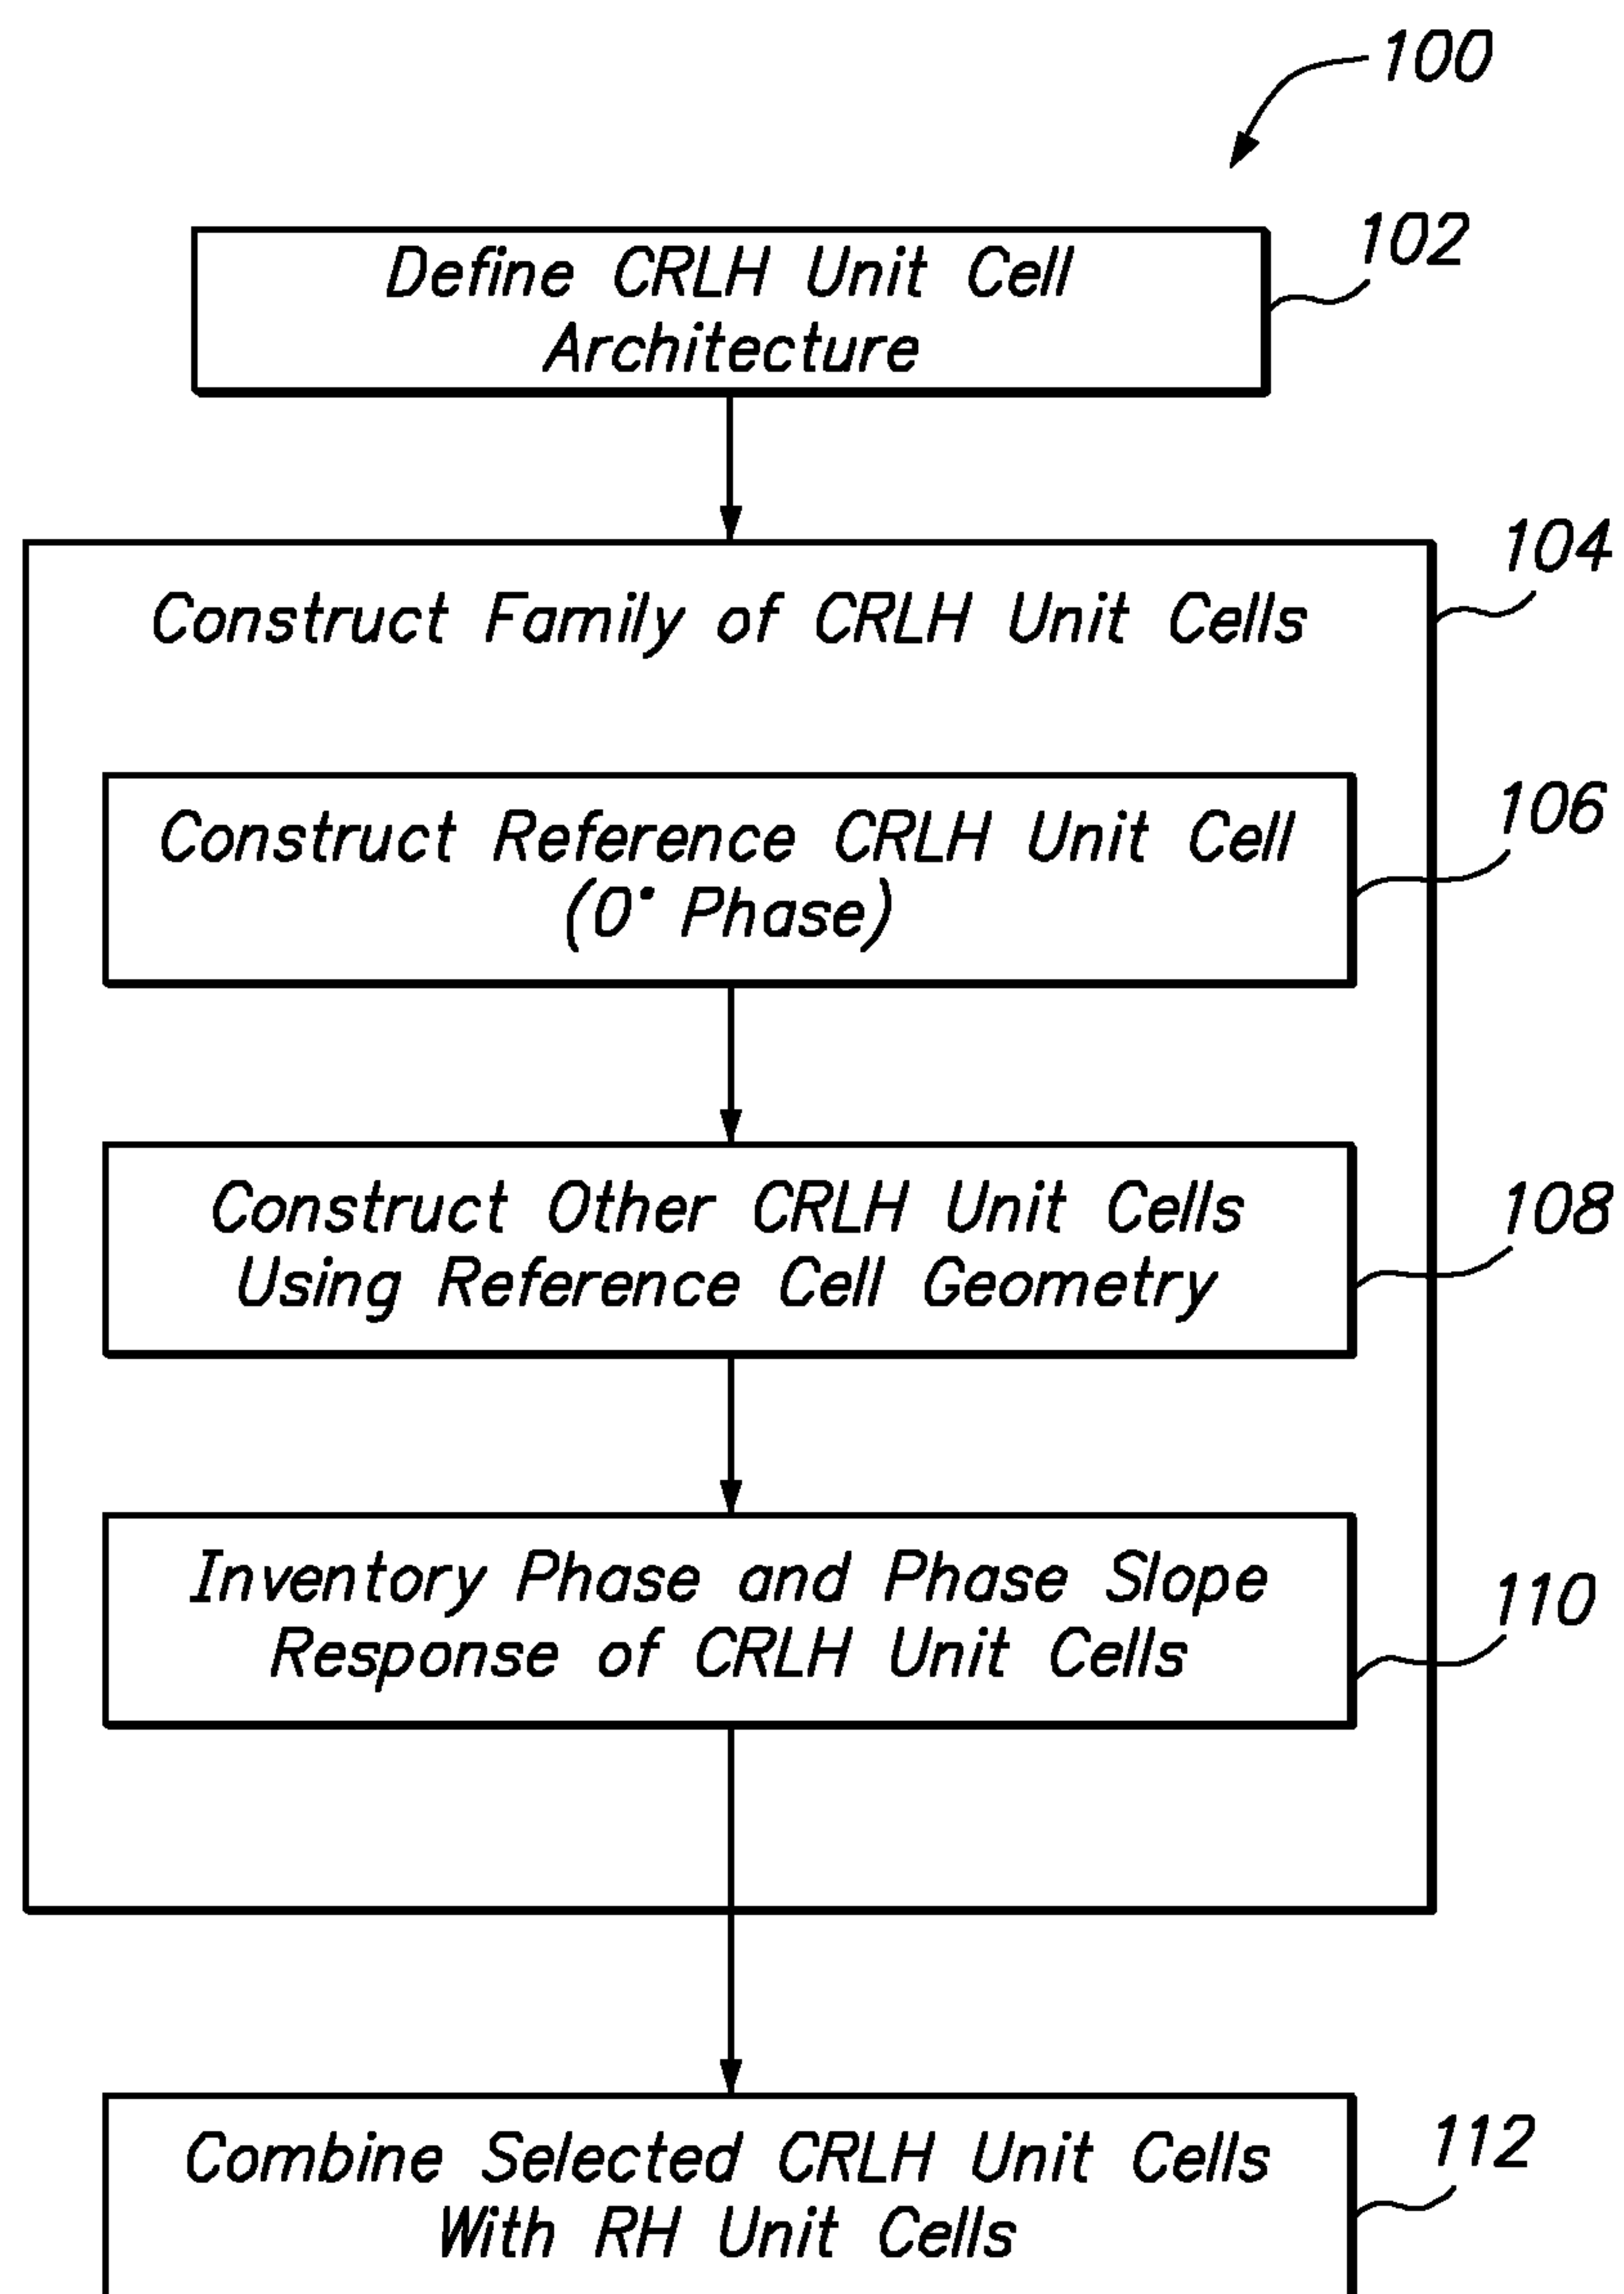 100
102
Define CRLH Unit Cell
Architecture
104
Construct Family of CRLH Unit Cells
106
Construct Reference CRLH Unit Cell
(0° Phase)
108
Construct Other CRLH Unit Cells
Using Reference Cell Geometry
110
Inventory Phase and Phase Slope
Response of CRLH Unit Cells
112
Combine Selected CRLH Unit Cells
With RH Unit Cells